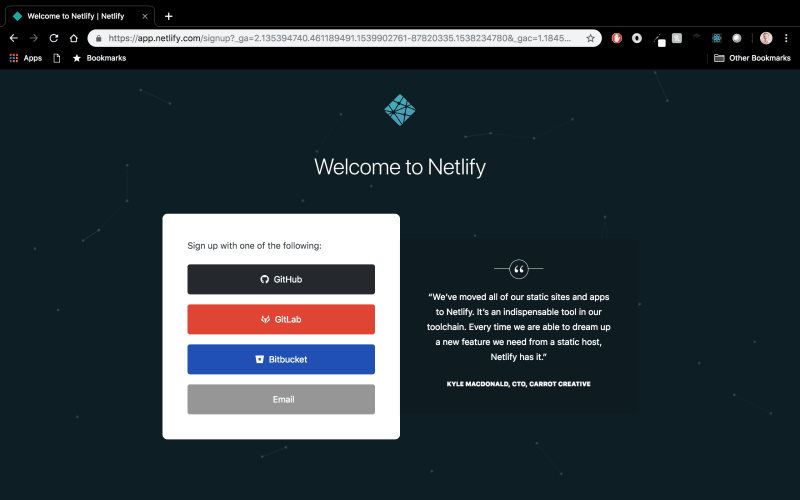 Welcome to Netlify | Netlify
https://app.netlify.com/signup?_ga=2.135394740.461189491.1539902761-87820335.1538234780&_gac=1.1845...
Apps
Bookmarks
Other Bookmarks
Welcome to Netlify
Sign up with one of the following:
GitHub
GitLab
Bitbucket
Email
“We’ve moved all of our static sites and apps
to Netlify. It’s an indispensable tool in our
toolchain. Every time we are able to dream up
a new feature we need from a static host,
Netlify has it.”
KYLE MACDONALD, CTO, CARROT CREATIVE